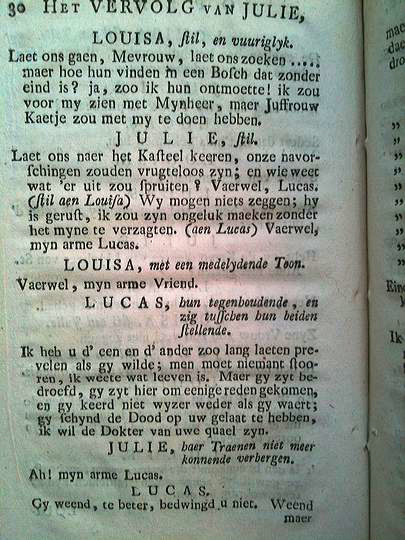 30 HET VERVOLG VAN JULIE,
LOUISA, ſtil, en vuuriglyk.
Laet ons gaen, Mevrouw, laet ons zoeken .....
maer hoe hun vinden in een Boſch dat zonder
eind is? ja, zoo ik hun ontmoette! ik zou
voor my zien met Mynheer, maer Juffrouw
Kaetje zou met my te doen hebben.
JULIE, ſtil.
Laet ons naer het Kaſteel keeren, onze navor-
ſchingen zouden vrugteloos zyn; en wie weet
wat 'er uit zou ſpruiten? Vaerwel, Lucas.
(ſtil aen Louiſa) Wy mogen niets zeggen; hy
is geruſt, ik zou zyn ongeluk maeken zonder
het myne te verzagten. (aen Lucas) Vaerwel,
myn arme Lucas.
LOUISA, met een medelydende Toon.
Vaerwel, myn arme Vriend.
LUCAS, hun tegenhoudende, en
zig tuſſchen hun beiden
ſtellende.
Ik heb u d' een en d' ander zoo lang laeten pre-
velen als gy wilde; men moet niemant ſtoo-
ren, ik weete wat leeven is. Maer gy zyt be-
droefd, gy zyt hier om eenige reden gekomen,
en gy keerd niet wyzer weder als gy waert;
gy ſchynd de Dood op uw gelaat te hebben,
ik wil de Dokter van uwe quael zyn.
JULIE, haer Traenen niet meer
konnende verbergen.
Ah! myn arme Lucas.
LUCAS.
Gy weend, te beter, bedwingd u niet. Weend
maer